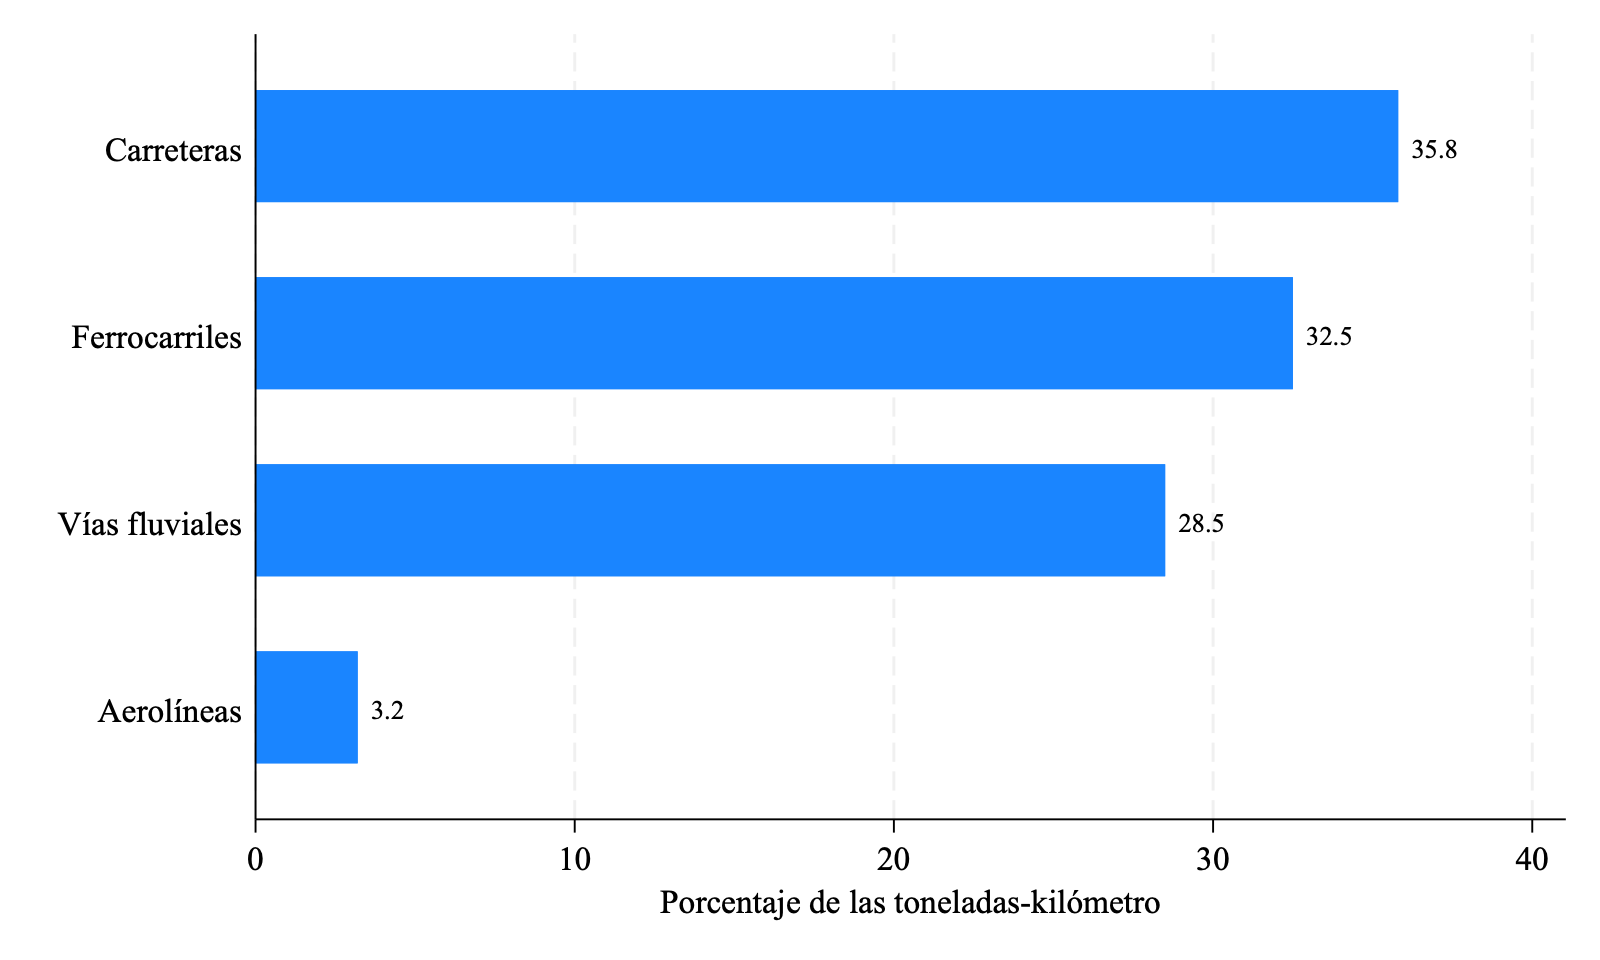 Carreteras 35.8
Ferrocarriles 32.5
Vías fluviales 28.5
Aerolíneas 3.2
0 10 20 30 40
Porcentaje de las toneladas-kilómetro